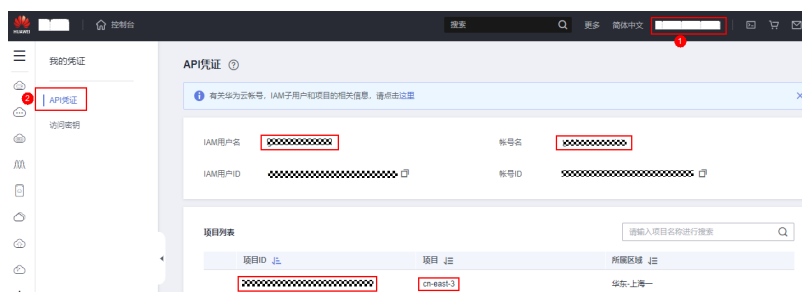 HUAWEI 控制台 搜索 更多 简体中文
1
我的凭证
API凭证
2 API凭证
有关华为云帐号、IAM子用户和项目的相关信息，请点击这里
访问密钥
IAM用户名 帐号名
IAM用户ID 帐号ID
项目列表 请输入项目名称进行搜索
项目ID 项目 所属区域
cn-east-3 华东-上海一